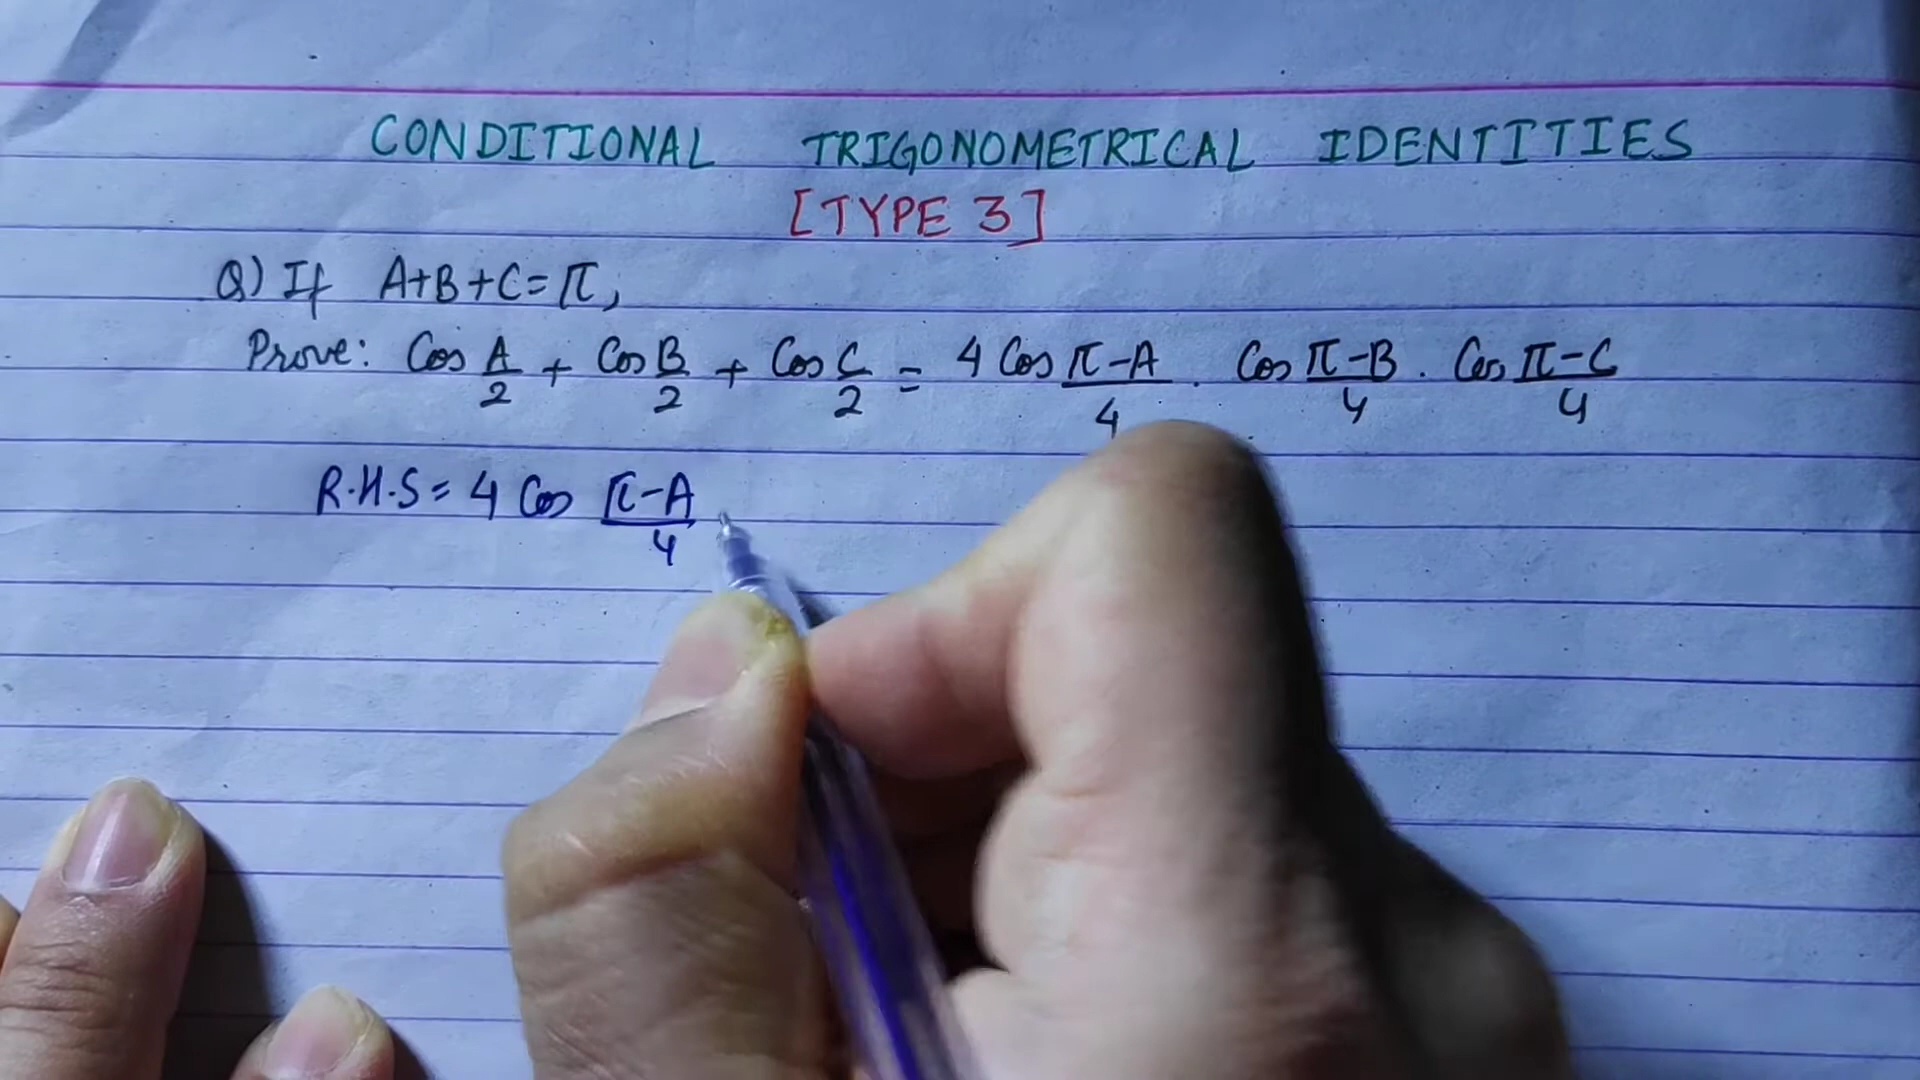 CONDITIONAL TRIGONOMETRICAL IDENTITIES
[TYPE 3]
Q) If A+B+C=π,
Prove: Cos A/2 + Cos B/2 + Cos C/2 = 4 Cos π-A/4 . Cos π-B/4 . Cos π-C/4
R.H.S = 4 Cos π-A/4